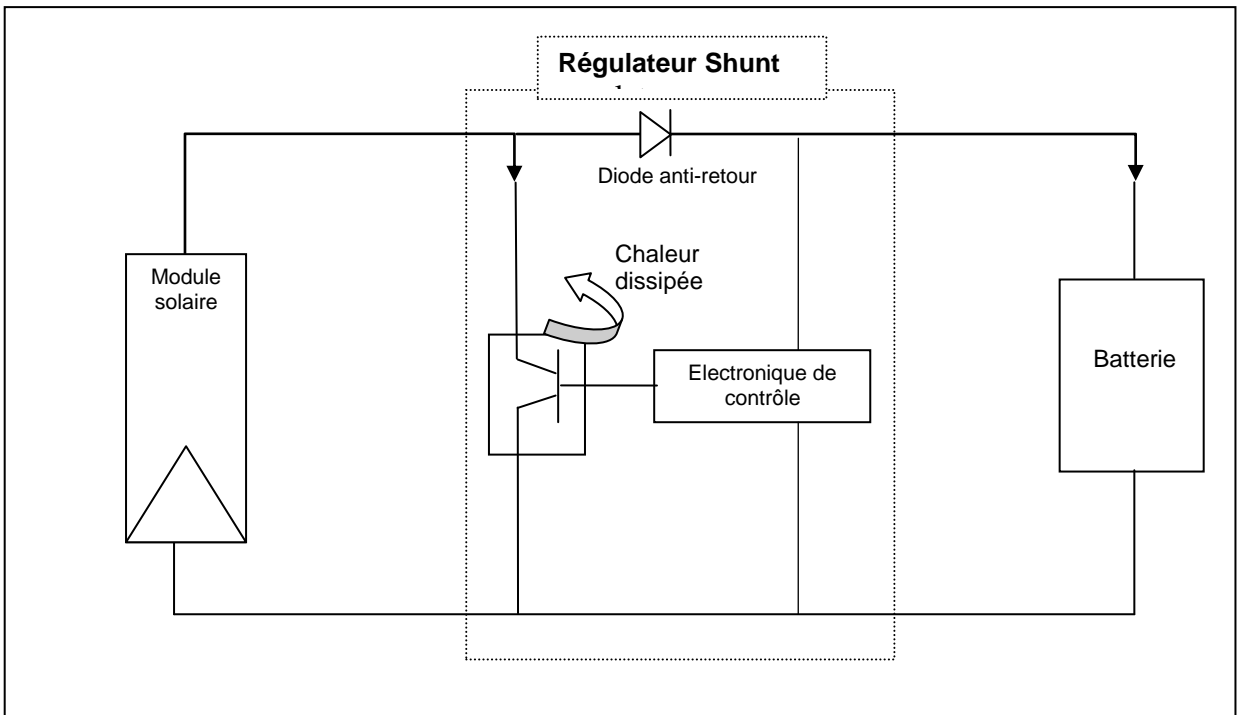 Régulateur Shunt
Diode anti-retour
Chaleur
dissipée
Module
solaire
Electronique de
contrôle
Batterie